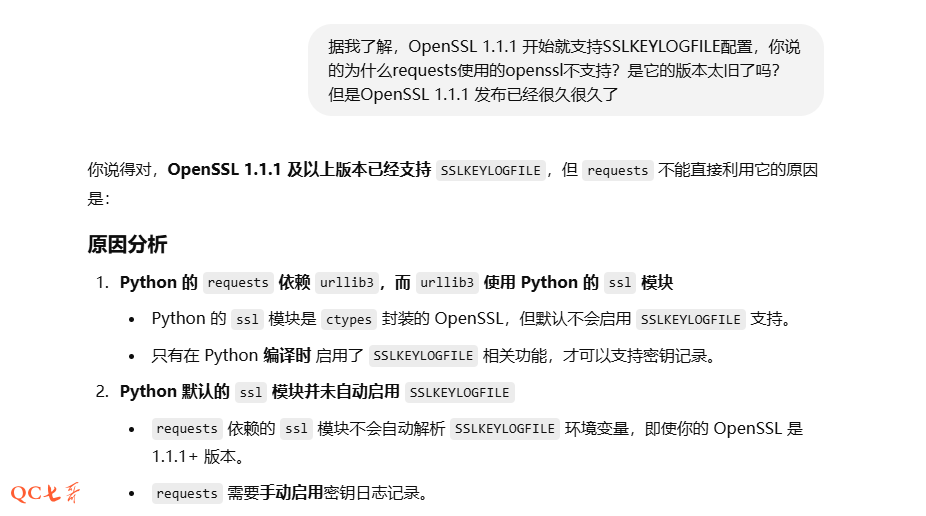 据我了解，OpenSSL 1.1.1 开始就支持SSLKEYLOGFILE配置，你说
的为什么requests使用的openssl不支持？是它的版本太旧了吗？
但是OpenSSL 1.1.1 发布已经很久很久了
你说得对，OpenSSL 1.1.1 及以上版本已经支持 SSLKEYLOGFILE，但 requests 不能直接利用它的原因
是：
原因分析
1. Python 的 requests 依赖 urllib3，而 urllib3 使用 Python 的 ssl 模块
• Python 的 ssl 模块是 ctypes 封装的 OpenSSL，但默认不会启用 SSLKEYLOGFILE 支持。
• 只有在 Python 编译时 启用了 SSLKEYLOGFILE 相关功能，才可以支持密钥记录。
2. Python 默认的 ssl 模块并未自动启用 SSLKEYLOGFILE
• requests 依赖的 ssl 模块不会自动解析 SSLKEYLOGFILE 环境变量，即使你的 OpenSSL 是
1.1.1+ 版本。
• requests 需要手动启用密钥日志记录。
QC七哥